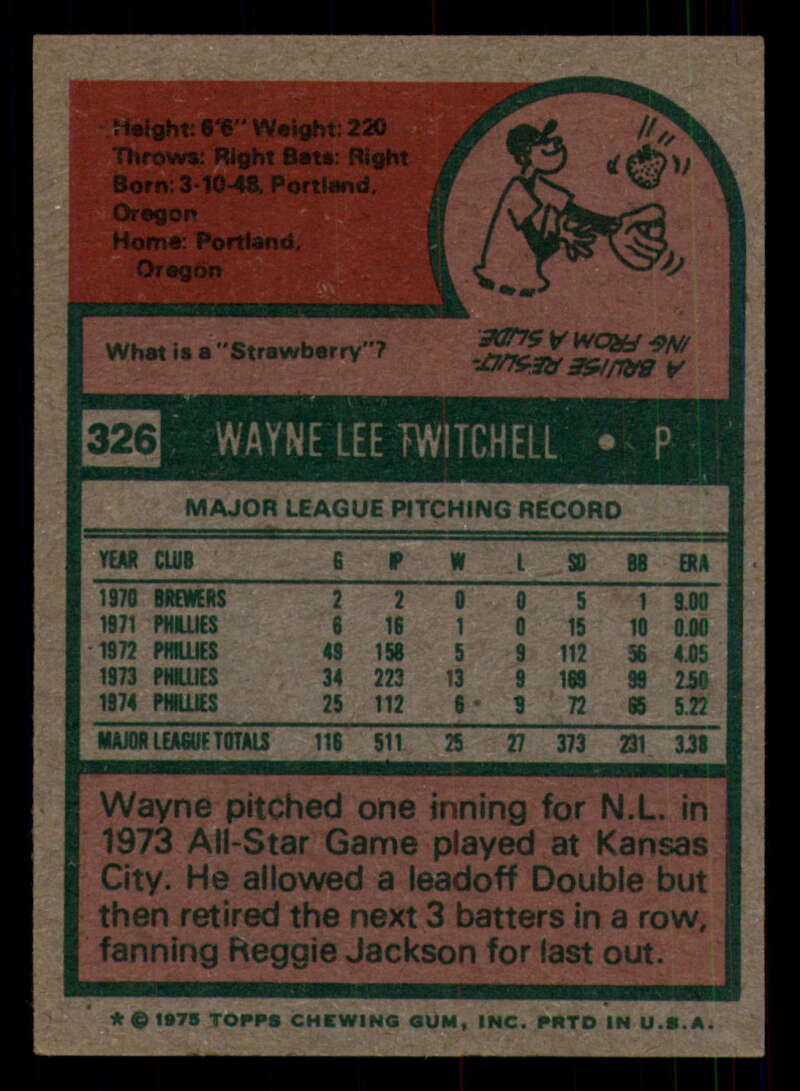 Height: 6'6" Weight: 220
Throws: Right Bats: Right
Born: 3-10-48, Portland,
Oregon
Home: Portland,
Oregon
What is a "Strawberry"?
A BRUISE RESULT-
ING FROM A SLIDE.
326 WAYNE LEE TWITCHELL • P
MAJOR LEAGUE PITCHING RECORD
YEAR CLUB G IP W L SO BB ERA
1970 BREWERS 2 2 0 0 5 1 9.00
1971 PHILLIES 6 16 1 0 15 10 0.00
1972 PHILLIES 49 158 5 9 112 56 4.05
1973 PHILLIES 34 223 13 9 169 99 2.50
1974 PHILLIES 25 112 6 9 72 65 5.22
MAJOR LEAGUE TOTALS 116 511 25 27 373 231 3.38
Wayne pitched one inning for N.L. in
1973 All-Star Game played at Kansas
City. He allowed a leadoff Double but
then retired the next 3 batters in a row,
fanning Reggie Jackson for last out.
* © 1975 TOPPS CHEWING GUM, INC. PRTD IN U.S.A.